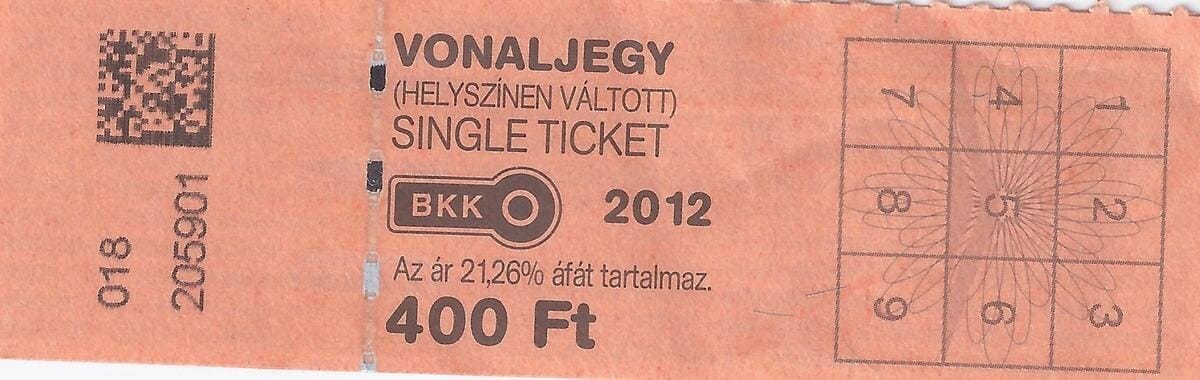 018
205901
VONALJEGY
(HELYSZÍNEN VÁLTOTT)
SINGLE TICKET
BKK 2012
Az ár 21,26% áfát tartalmaz.
400 Ft
1 2 3
4 5 6
7 8 9